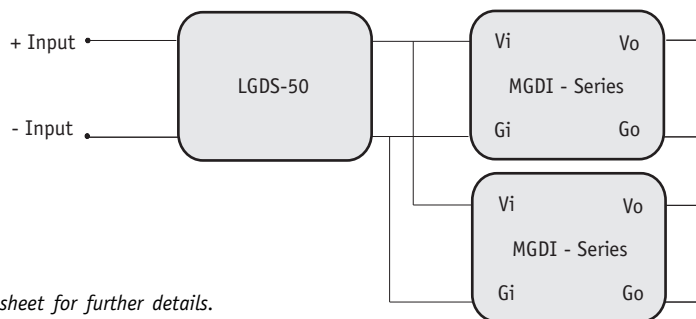 + Input
- Input
LGDS-50
Vi Vo
MGDI - Series
Gi Go
Vi Vo
MGDI - Series
Gi Go
sheet for further details.